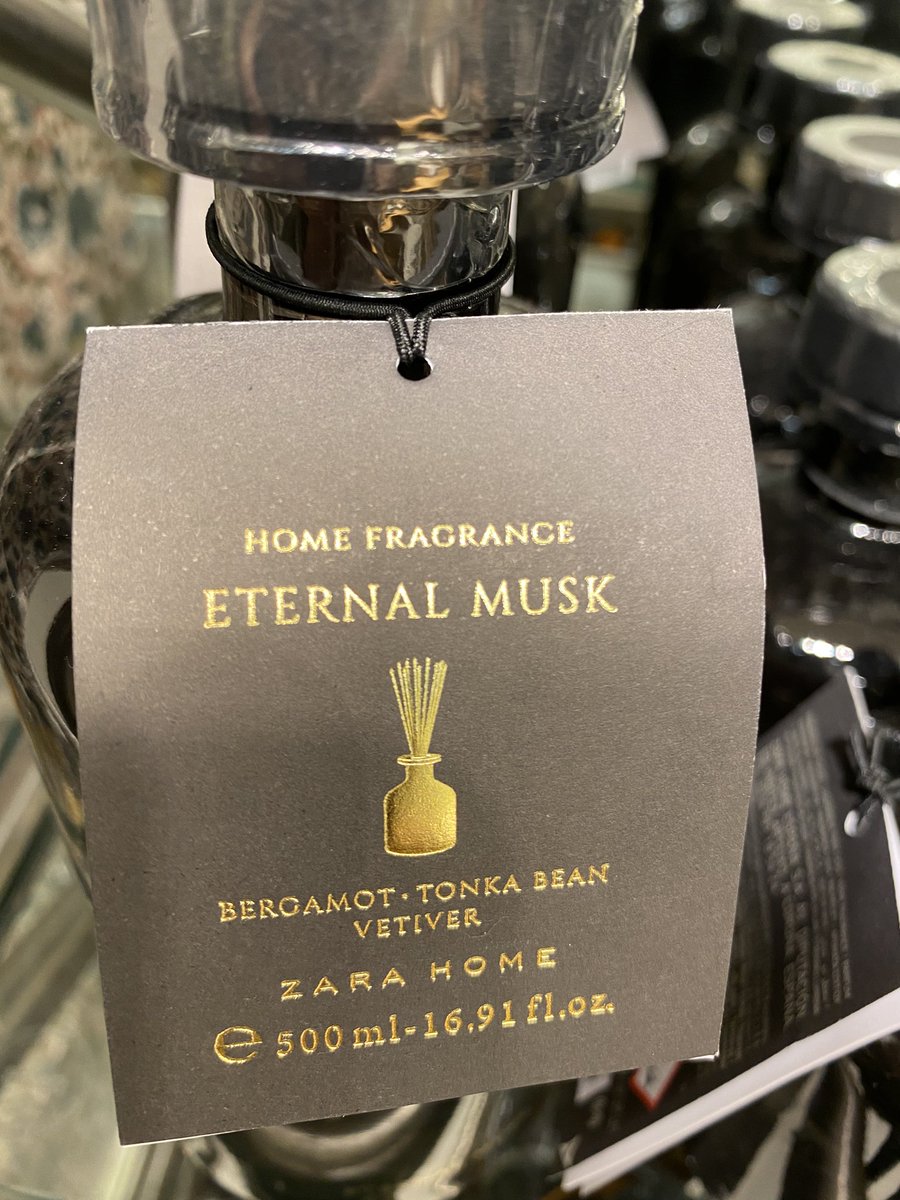 HOME FRAGRANCE
ETERNAL MUSK
BERGAMOT · TONKA BEAN
VETIVER
ZARA HOME
℮ 500 ml - 16.91 fl.oz.